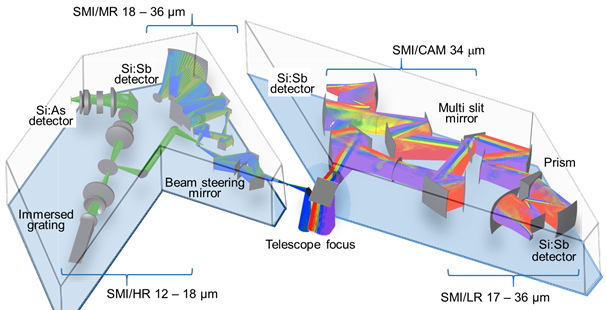 SMI/MR 18 – 36 μm
SMI/CAM 34 μm
Si:Sb
detector
Si:Sb
detector
Si:As
detector
Multi slit
mirror
Prism
Beam steering
mirror
Immersed
grating
Telescope focus
Si:Sb
detector
SMI/HR 12 – 18 μm
SMI/LR 17 – 36 μm